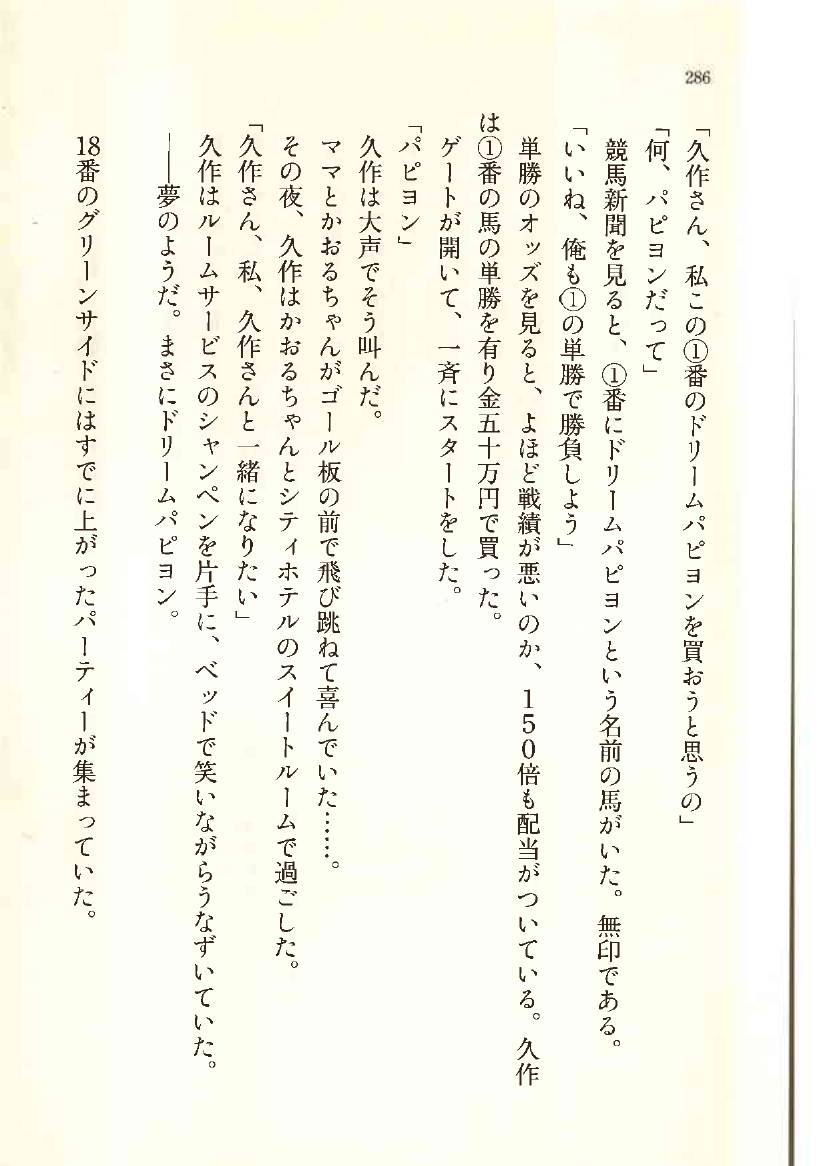 286
「久作さん、私この①番のドリームパピヨンを買おうと思うの」
「何、パピヨンだって」
競馬新聞を見ると、①番にドリームパピヨンという名前の馬がいた。無印である。
「いいね、俺も①の単勝で勝負しよう」
単勝のオッズを見ると、よほど戦績が悪いのか、150倍も配当がついている。久作
は①番の馬の単勝を有り金五十万円で買った。
ゲートが開いて、一斉にスタートをした。
「パピヨン」
久作は大声でそう叫んだ。
ママとかおるちゃんがゴール板の前で飛び跳ねて喜んでいた……。
その夜、久作はかおるちゃんとシティホテルのスイートルームで過ごした。
「久作さん、私、久作さんと一緒になりたい」
久作はルームサービスのシャンペンを片手に、ベッドで笑いながらうなずいていた。
――夢のようだ。まさにドリームパピヨン。
18番のグリーンサイドにはすでに上がったパーティーが集まっていた。